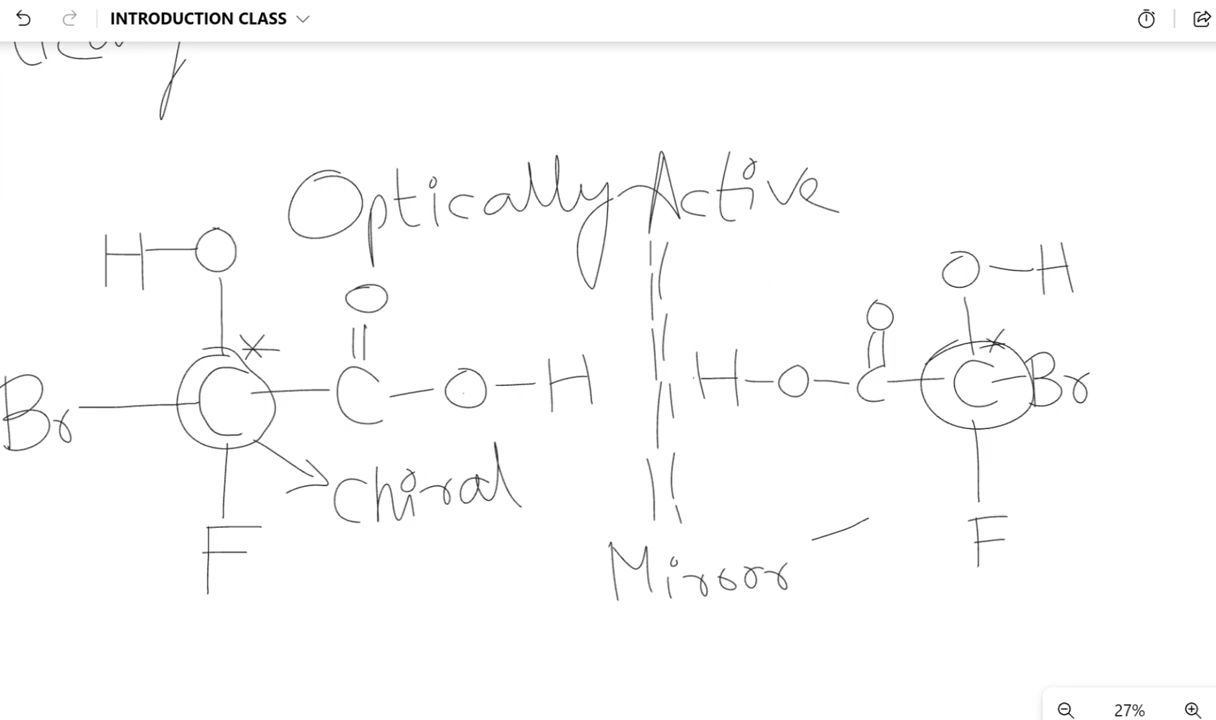 INTRODUCTION CLASS
Optically Active
H-O O O-H
* O *
Br C - C - O - H H-O-C-C Br
Chiral
F F
Mirror
27%